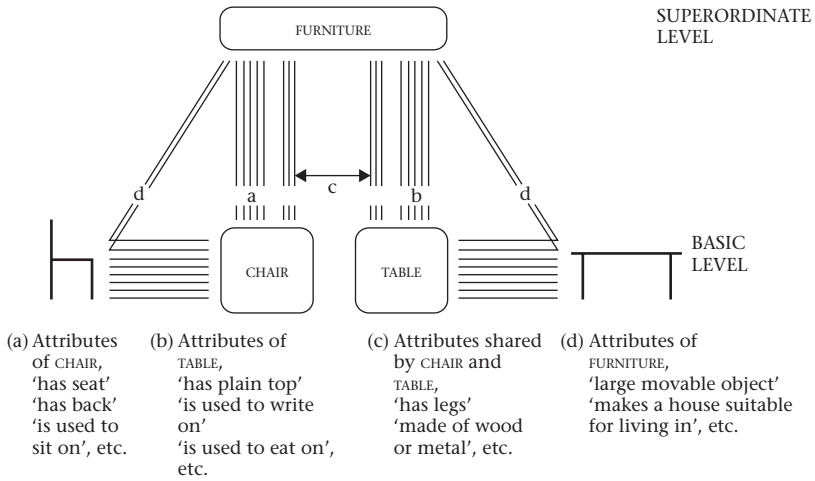 FURNITURE
SUPERORDINATE
LEVEL
d
a
c
b
d
CHAIR
TABLE
BASIC
LEVEL
(a) Attributes
of CHAIR,
‘has seat’
‘has back’
‘is used to
sit on’, etc.
(b) Attributes of
TABLE,
‘has plain top’
‘is used to write
on’
‘is used to eat on’,
etc.
(c) Attributes shared
by CHAIR and
TABLE,
‘has legs’
‘made of wood
or metal’, etc.
(d) Attributes of
FURNITURE,
‘large movable object’
‘makes a house suitable
for living in’, etc.